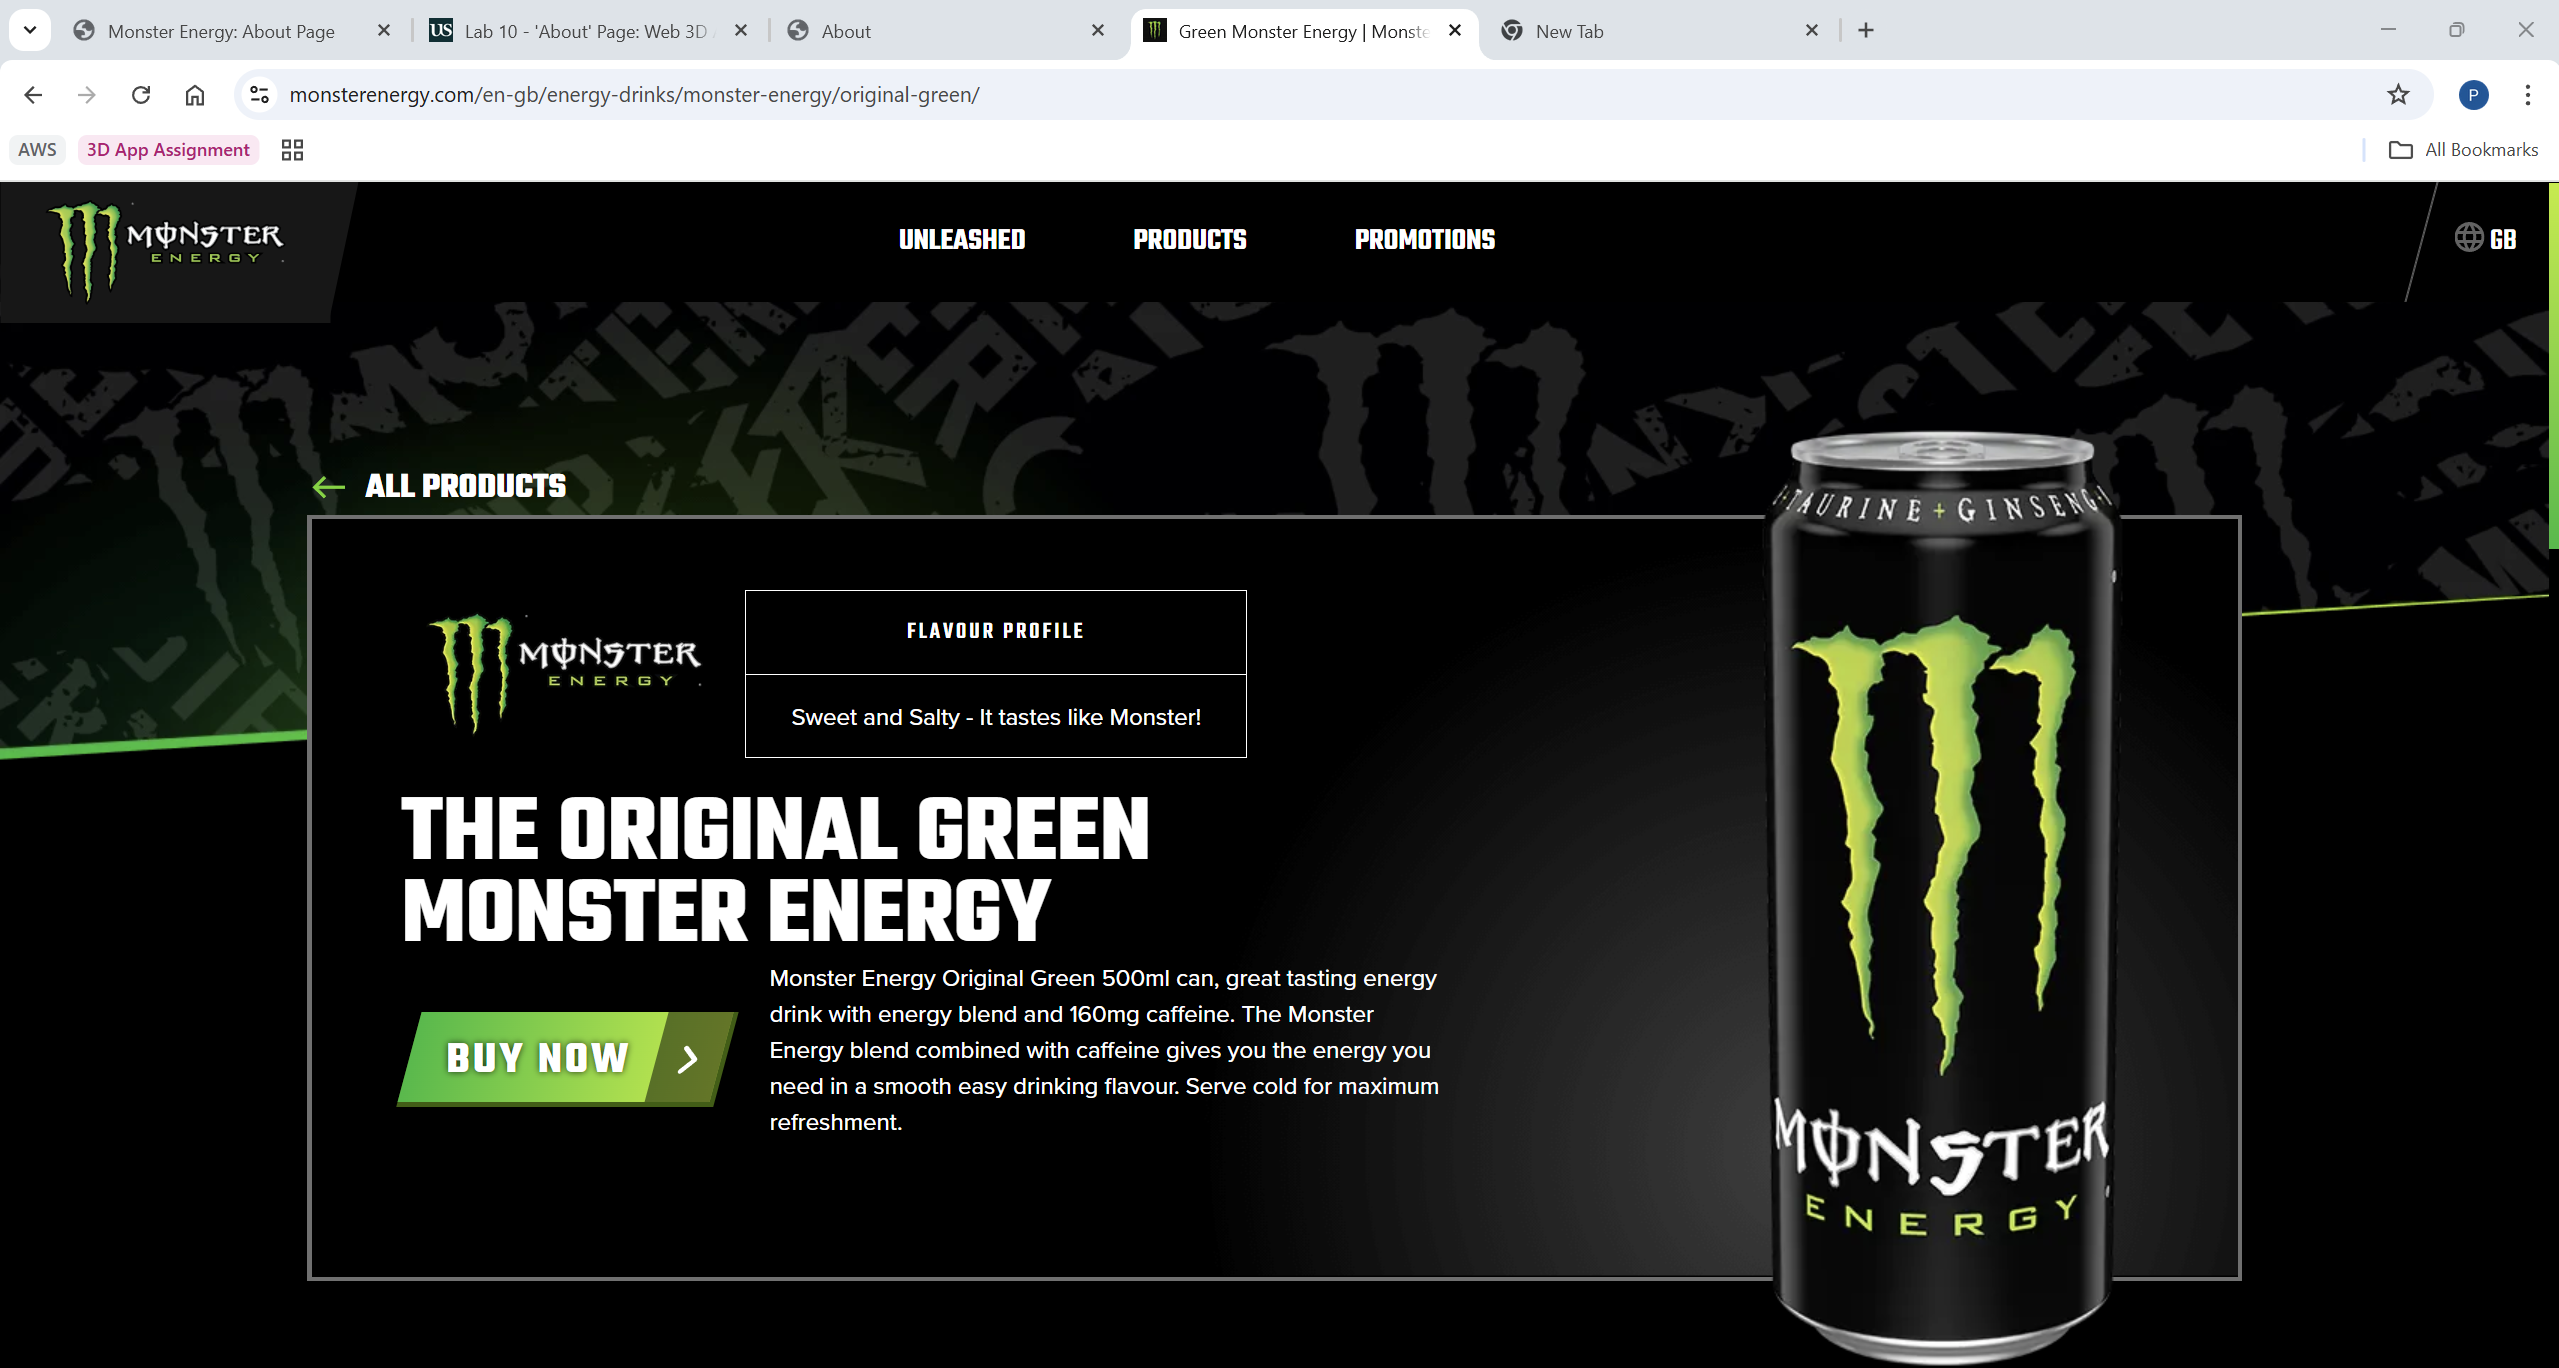 Monster Energy: About Page
Lab 10 - 'About' Page: Web 3D
About
Green Monster Energy | Monste
New Tab
monsterenergy.com/en-gb/energy-drinks/monster-energy/original-green/
P
AWS
3D App Assignment
All Bookmarks
MONSTER
ENERGY
UNLEASHED
PRODUCTS
PROMOTIONS
GB
ALL PRODUCTS
TAURINE + GINSENG
MONSTER
ENERGY
FLAVOUR PROFILE
Sweet and Salty - It tastes like Monster!
THE ORIGINAL GREEN
MONSTER ENERGY
BUY NOW
Monster Energy Original Green 500ml can, great tasting energy
drink with energy blend and 160mg caffeine. The Monster
Energy blend combined with caffeine gives you the energy you
need in a smooth easy drinking flavour. Serve cold for maximum
refreshment.
MONSTER
ENERGY